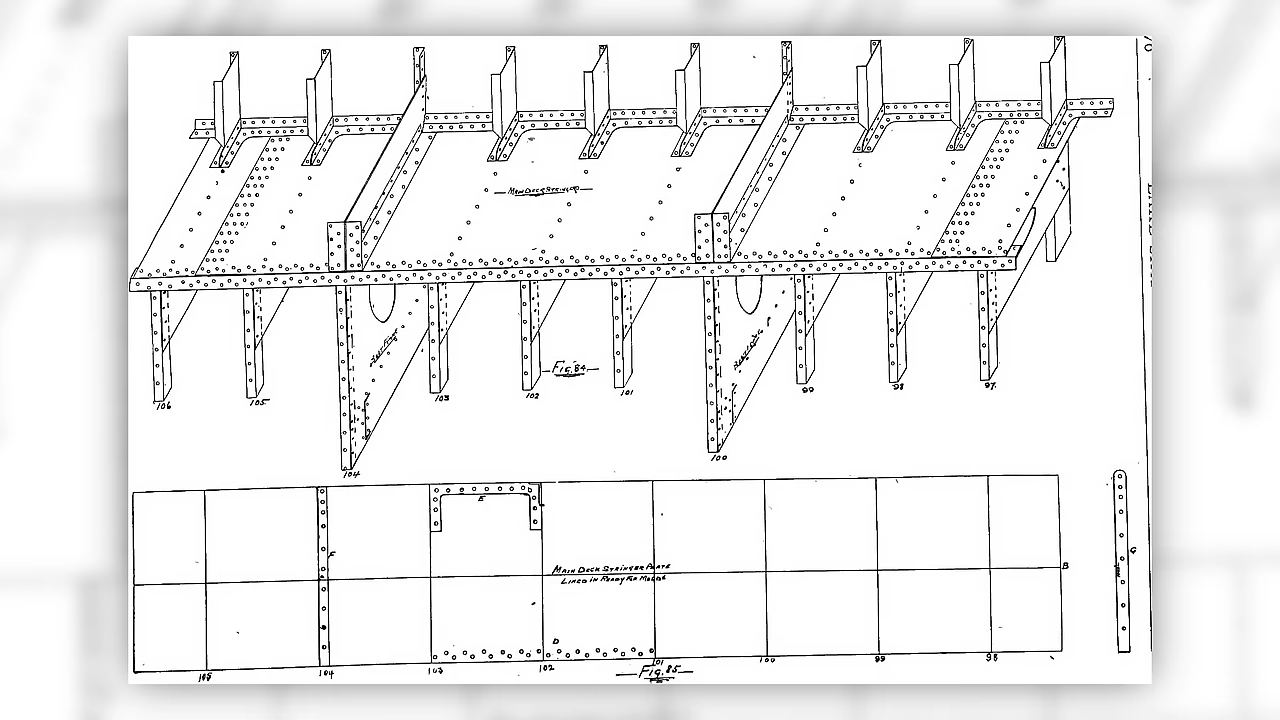 MAIN DECK STRINGER
FIG. 84
106
105
104
103
102
101
100
99
98
97
E
F
MAIN DECK STRINGER PLATE
LINED IN READY FOR MOLDS
B
G
D
105
104
103
102
101
100
99
98
FIG. 85